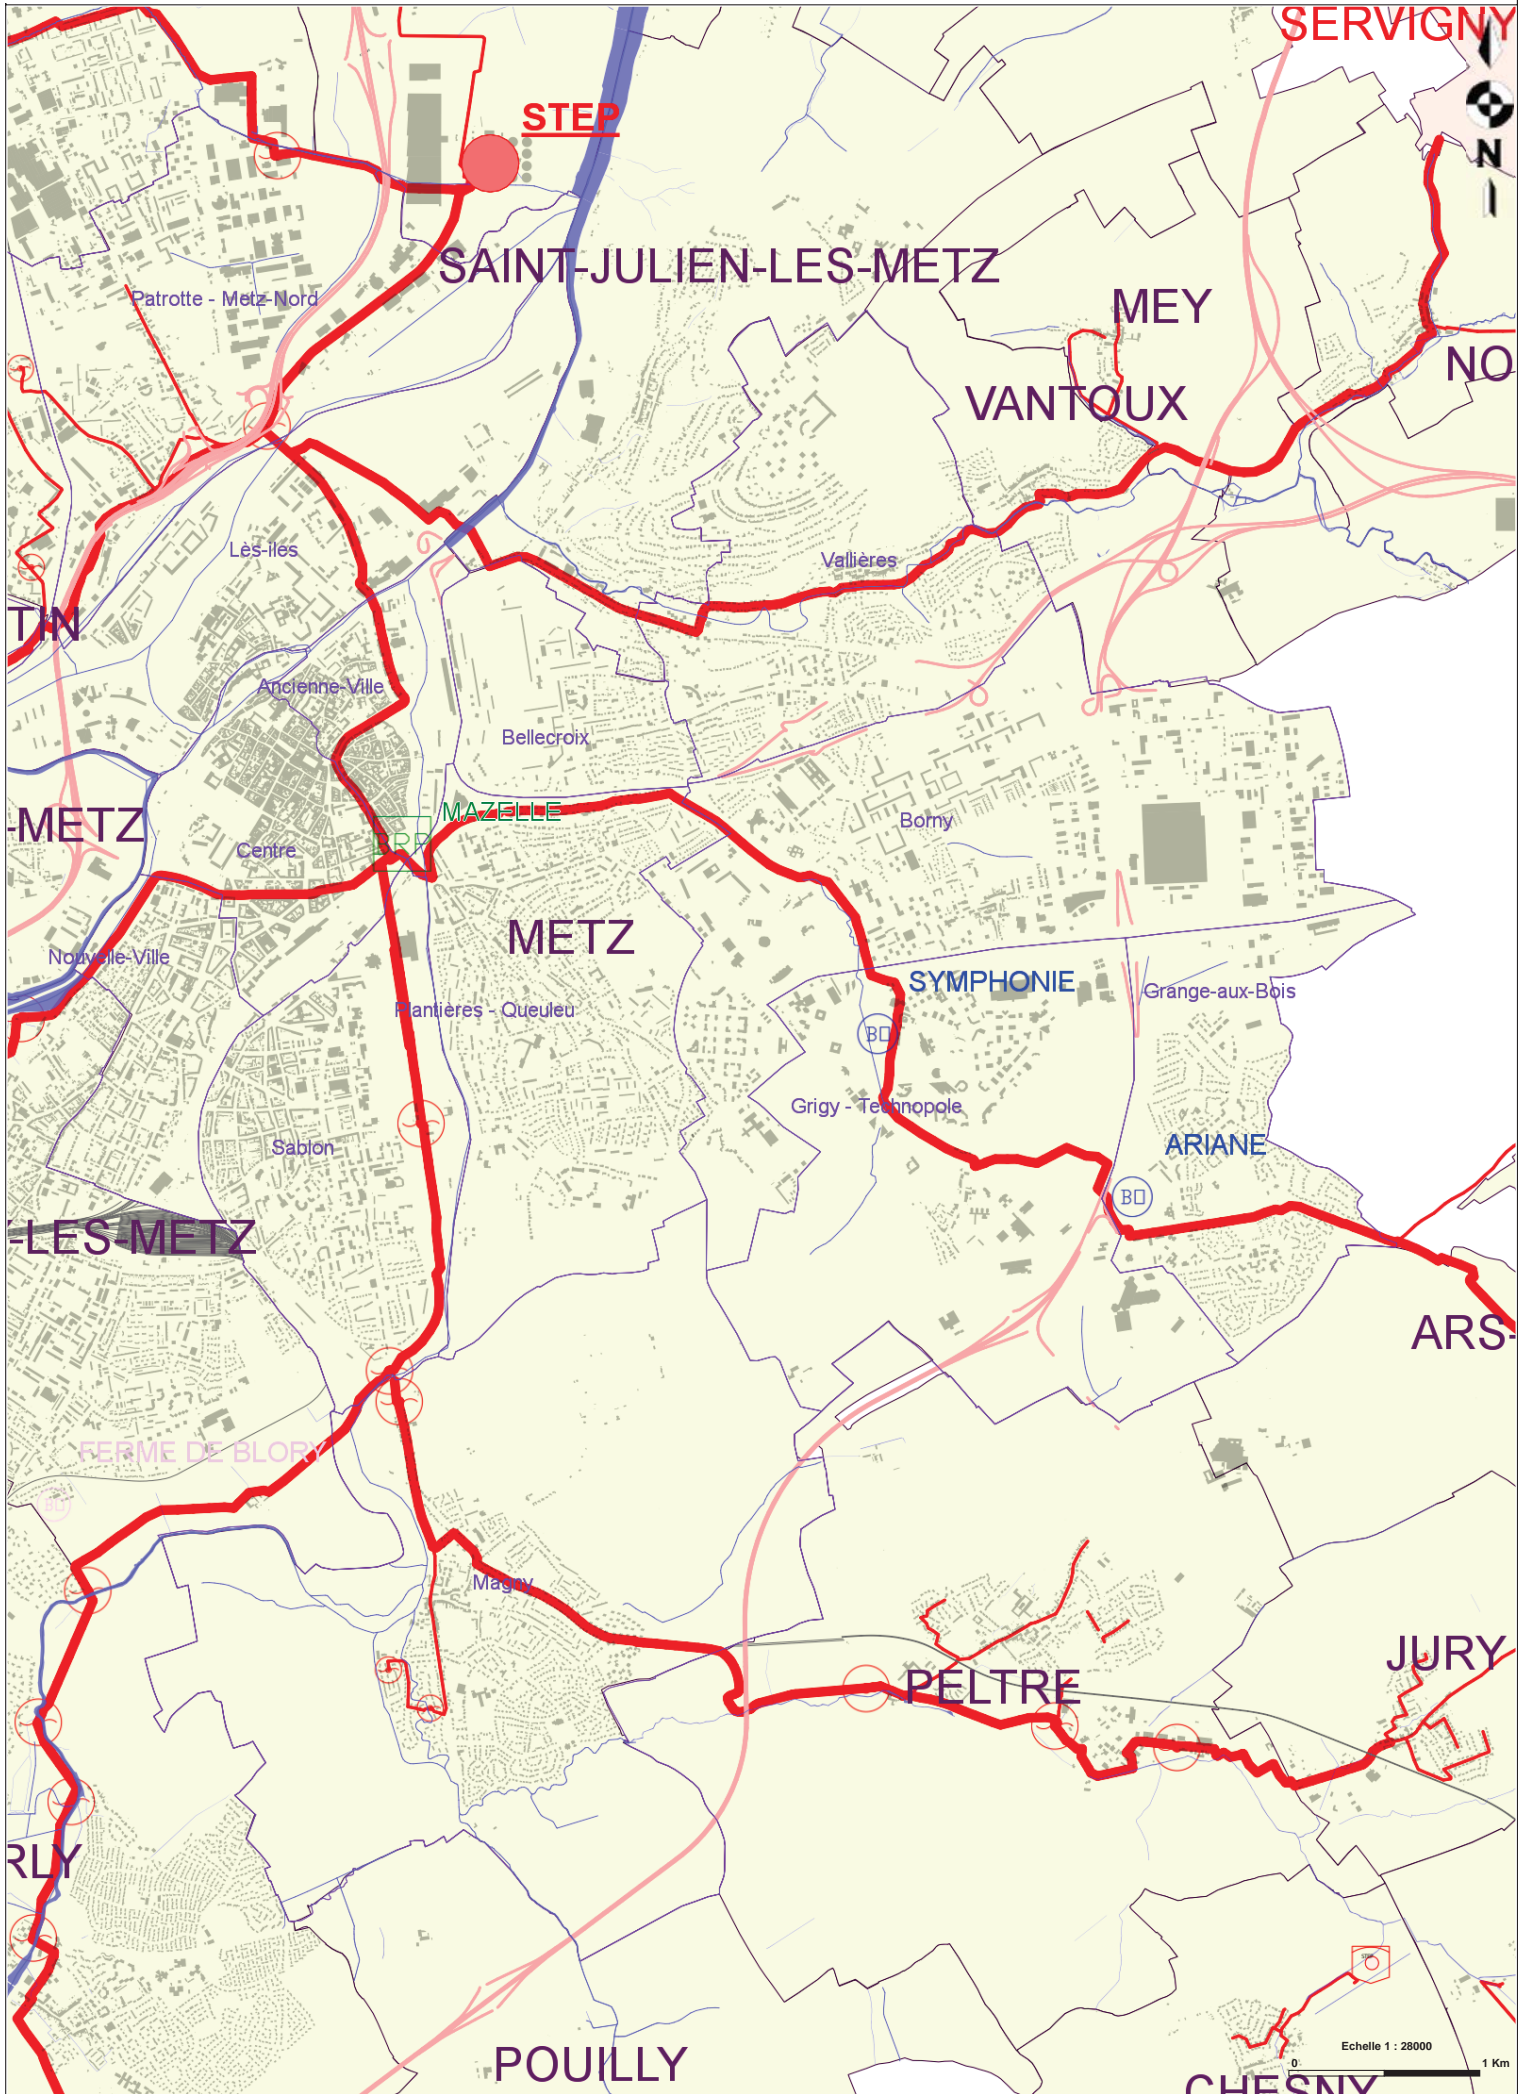 SERVIGNY
STEP
N
SAINT-JULIEN-LES-METZ
Patrotte - Metz-Nord
MEY
NO
VANTOUX
Lès-iles
Vallières
TIN
Ancienne-Ville
Bellecroix
MAZELLE
-METZ
Borny
Centre
METZ
Nouvelle-Ville
SYMPHONIE
Grange-aux-Bois
Plantières - Queuleu
Grigy - Technopole
Sablon
ARIANE
-LES-METZ
ARS-
FERME DE BLORY
Magny
JURY
PELTRE
RLY
Echelle 1 : 28000
POUILLY
0 1 Km
CHESNY